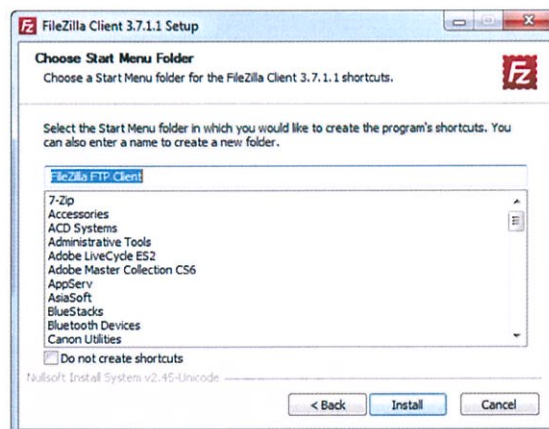 FileZilla Client 3.7.1.1 Setup
Choose Start Menu Folder
Choose a Start Menu folder for the FileZilla Client 3.7.1.1 shortcuts.
Fz
Select the Start Menu folder in which you would like to create the program's shortcuts. You
can also enter a name to create a new folder.
FileZilla FTP Client
7-Zip
Accessories
ACD Systems
Administrative Tools
Adobe LiveCycle ES2
Adobe Master Collection CS6
AppServ
AsiaSoft
BlueStacks
Bluetooth Devices
Canon Utilities
Do not create shortcuts
Nullsoft Install System v2.45-Unicode
< Back
Install
Cancel